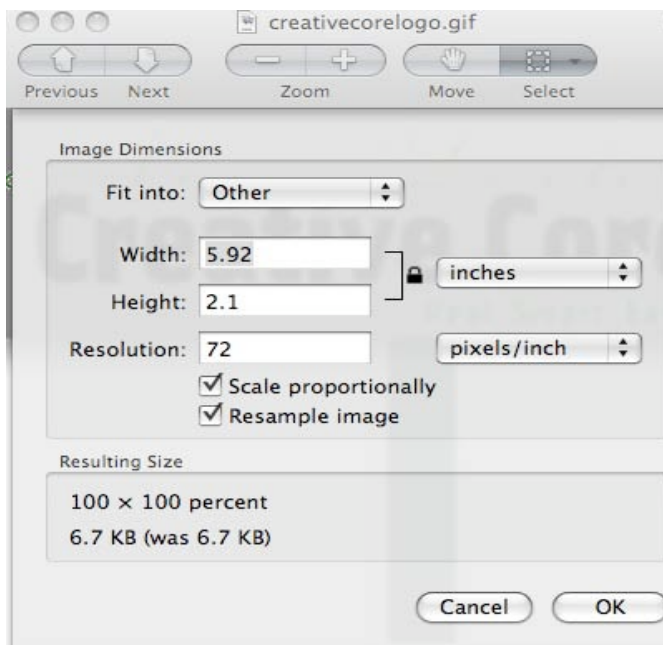 creativecorelogo.gif
Previous Next Zoom Move Select
Image Dimensions
Fit into: Other
Creative Core
Width: 5.92
inches
Height: 2.1
Resolution: 72 pixels/inch
Scale proportionally
Resample image
Resulting Size
100 × 100 percent
6.7 KB (was 6.7 KB)
Cancel OK